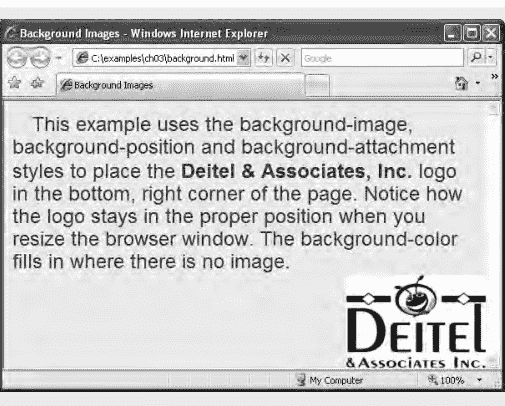 Background Images - Windows Internet Explorer
C:\examples\ch03\background.html
Google
Background Images
This example uses the background-image,
background-position and background-attachment
styles to place the Deitel & Associates, Inc. logo
in the bottom, right corner of the page. Notice how
the logo stays in the proper position when you
resize the browser window. The background-color
fills in where there is no image.
DEITEL
& ASSOCIATES INC.
My Computer
100%